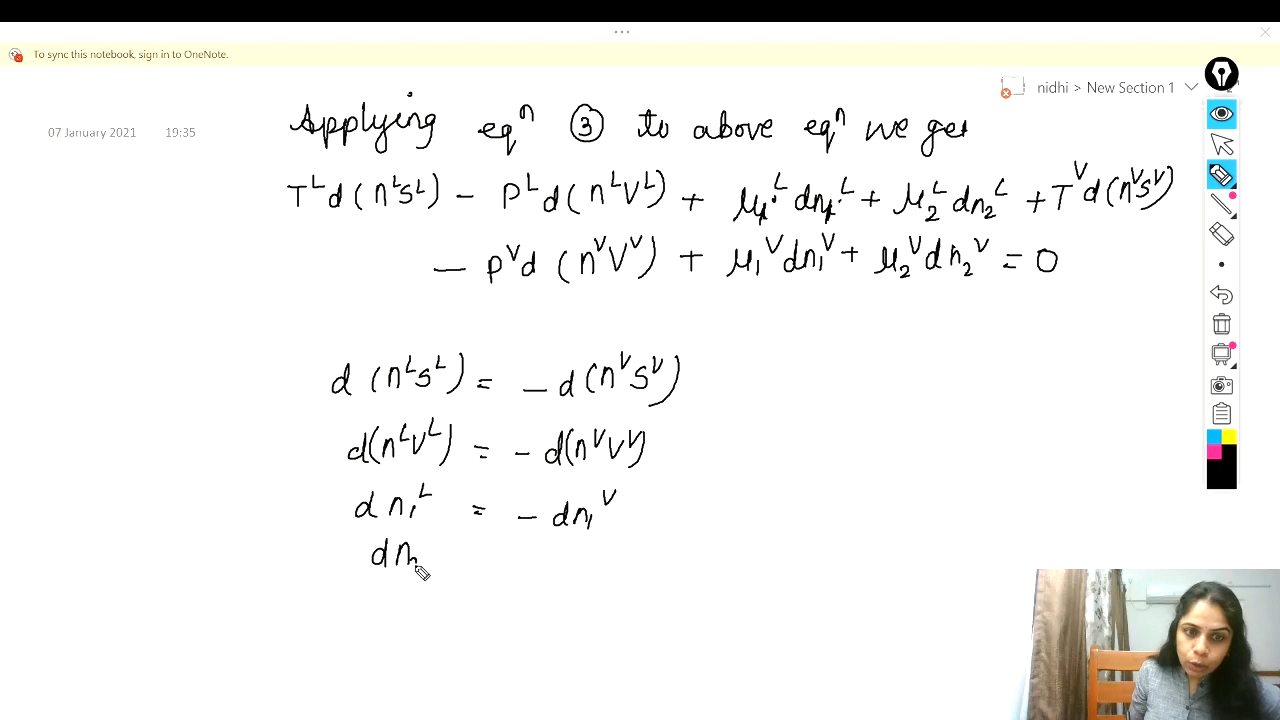 To sync this notebook, sign in to OneNote.
nidhi > New Section 1
07 January 2021 19:35
Applying eqⁿ ③ to above eqⁿ we get
Tᴸd(nᴸSᴸ) − Pᴸd(nᴸVᴸ) + μ₁ᴸdn₁ᴸ + μ₂ᴸdn₂ᴸ + Tⱽd(nⱽSⱽ)
− Pⱽd(nⱽVⱽ) + μ₁ⱽdn₁ⱽ + μ₂ⱽdn₂ⱽ = 0
d(nᴸSᴸ) = − d(nⱽSⱽ)
d(nᴸVᴸ) = − d(nⱽVⱽ)
dn₁ᴸ = − dn₁ⱽ
dn